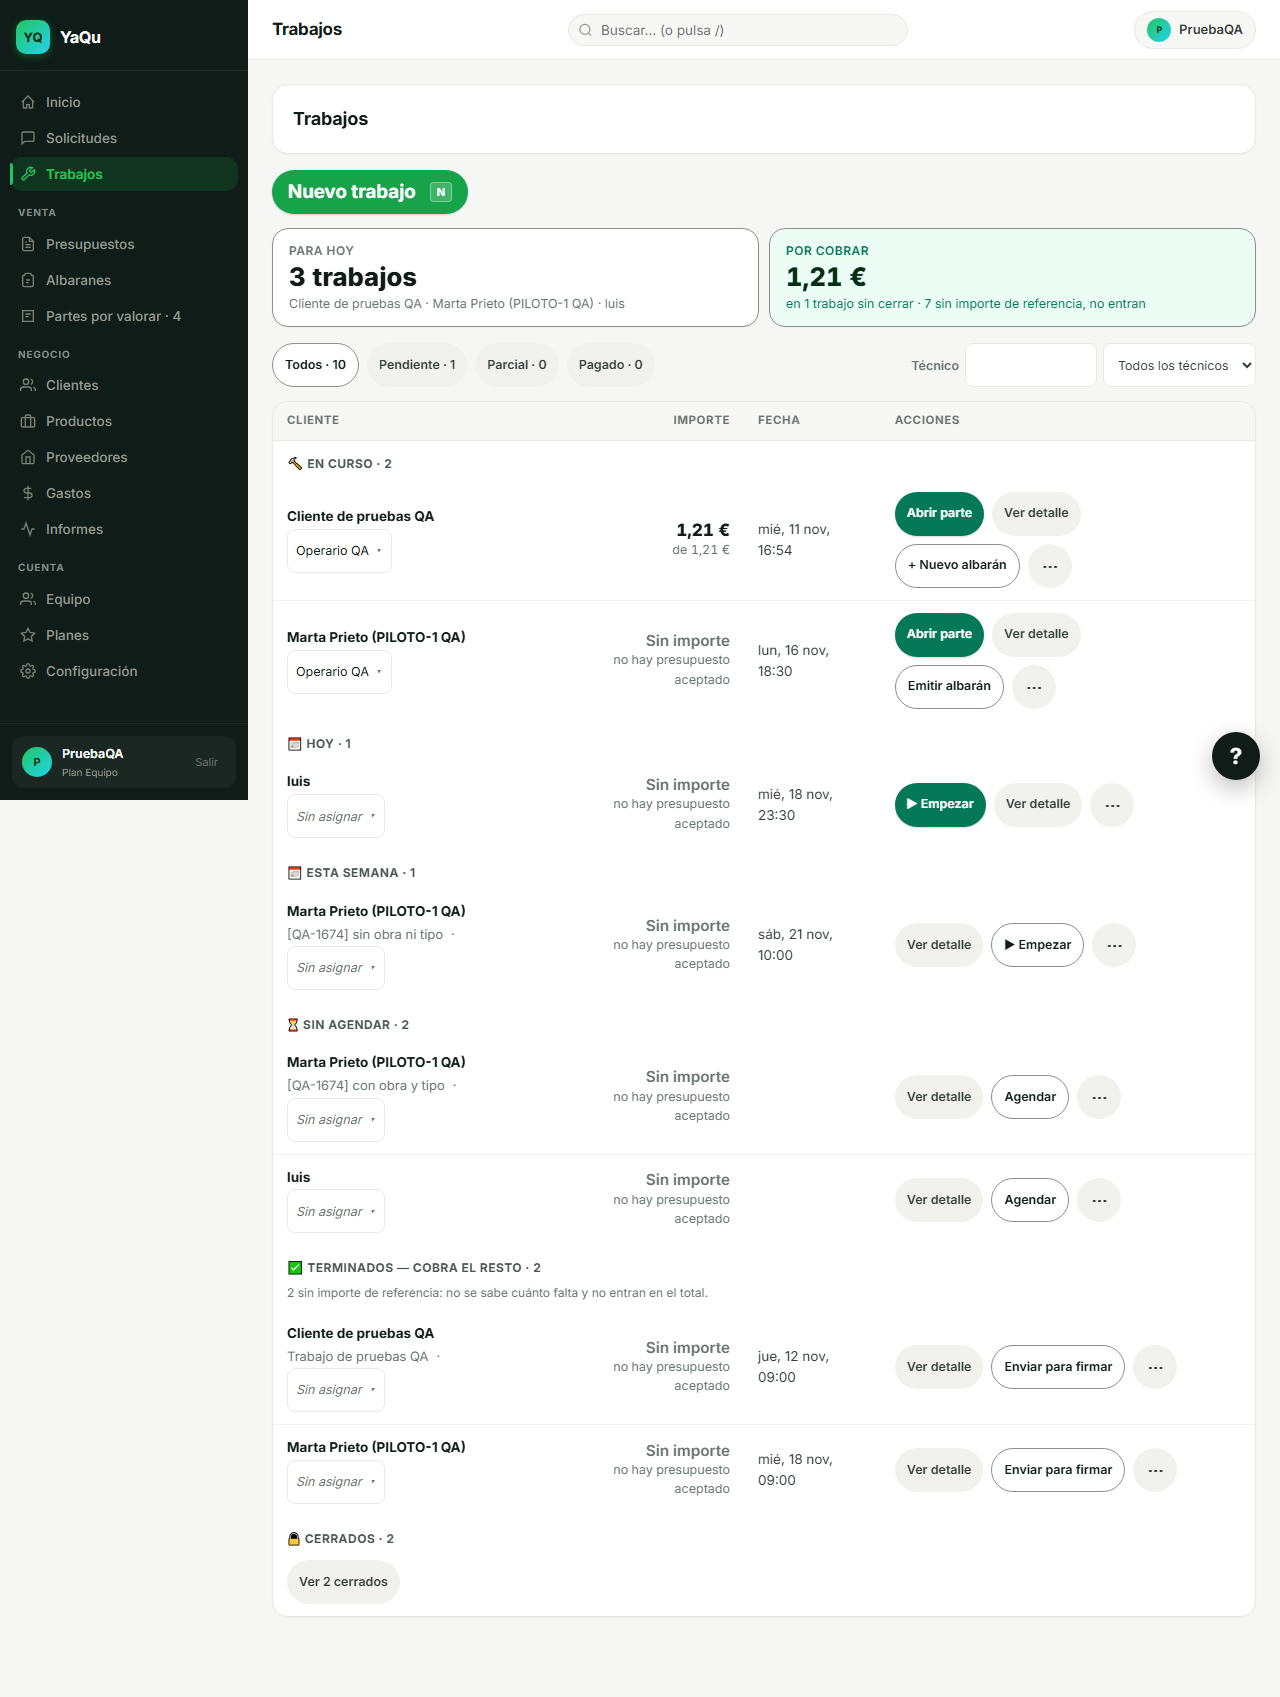 YQ YaQu
Trabajos
Buscar... (o pulsa /)
P PruebaQA
Inicio
Solicitudes
Trabajos
VENTA
Presupuestos
Albaranes
Partes por valorar · 4
NEGOCIO
Clientes
Productos
Proveedores
Gastos
Informes
CUENTA
Equipo
Planes
Configuración
P PruebaQA
Plan Equipo
Salir
Trabajos
Nuevo trabajo N
PARA HOY
3 trabajos
Cliente de pruebas QA · Marta Prieto (PILOTO-1 QA) · luis
POR COBRAR
1,21 €
en 1 trabajo sin cerrar · 7 sin importe de referencia, no entran
Todos · 10
Pendiente · 1
Parcial · 0
Pagado · 0
Técnico
Todos los técnicos
CLIENTE IMPORTE FECHA ACCIONES
EN CURSO · 2
Cliente de pruebas QA
Operario QA
1,21 €
de 1,21 €
mié, 11 nov,
16:54
Abrir parte
Ver detalle
+ Nuevo albarán
...
Marta Prieto (PILOTO-1 QA)
Operario QA
Sin importe
no hay presupuesto
aceptado
lun, 16 nov,
18:30
Abrir parte
Ver detalle
Emitir albarán
...
HOY · 1
luis
Sin asignar
Sin importe
no hay presupuesto
aceptado
mié, 18 nov,
23:30
▶ Empezar
Ver detalle
...
?
ESTA SEMANA · 1
Marta Prieto (PILOTO-1 QA)
[QA-1674] sin obra ni tipo ·
Sin asignar
Sin importe
no hay presupuesto
aceptado
sáb, 21 nov,
10:00
Ver detalle
▶ Empezar
...
SIN AGENDAR · 2
Marta Prieto (PILOTO-1 QA)
[QA-1674] con obra y tipo ·
Sin asignar
Sin importe
no hay presupuesto
aceptado
Ver detalle
Agendar
...
luis
Sin asignar
Sin importe
no hay presupuesto
aceptado
Ver detalle
Agendar
...
TERMINADOS — COBRA EL RESTO · 2
2 sin importe de referencia: no se sabe cuánto falta y no entran en el total.
Cliente de pruebas QA
Trabajo de pruebas QA ·
Sin asignar
Sin importe
no hay presupuesto
aceptado
jue, 12 nov,
09:00
Ver detalle
Enviar para firmar
...
Marta Prieto (PILOTO-1 QA)
Sin asignar
Sin importe
no hay presupuesto
aceptado
mié, 18 nov,
09:00
Ver detalle
Enviar para firmar
...
CERRADOS · 2
Ver 2 cerrados